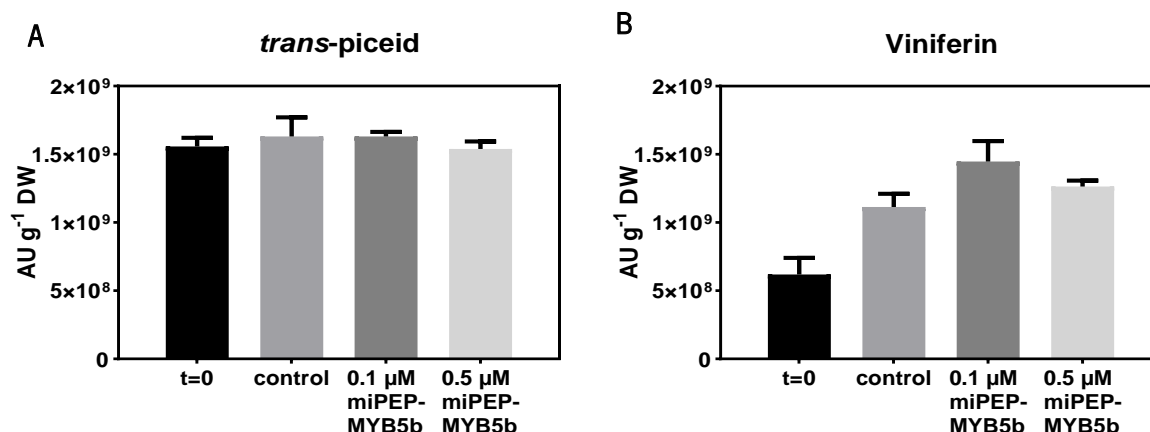 A
trans-piceid
AU g⁻¹ DW
2×10⁹
1.5×10⁹
1×10⁹
5×10⁸
0
t=0
control
0.1 µM
miPEP-
MYB5b
0.5 µM
miPEP-
MYB5b
B
Viniferin
AU g⁻¹ DW
2×10⁹
1.5×10⁹
1×10⁹
5×10⁸
0
t=0
control
0.1 µM
miPEP-
MYB5b
0.5 µM
miPEP-
MYB5b